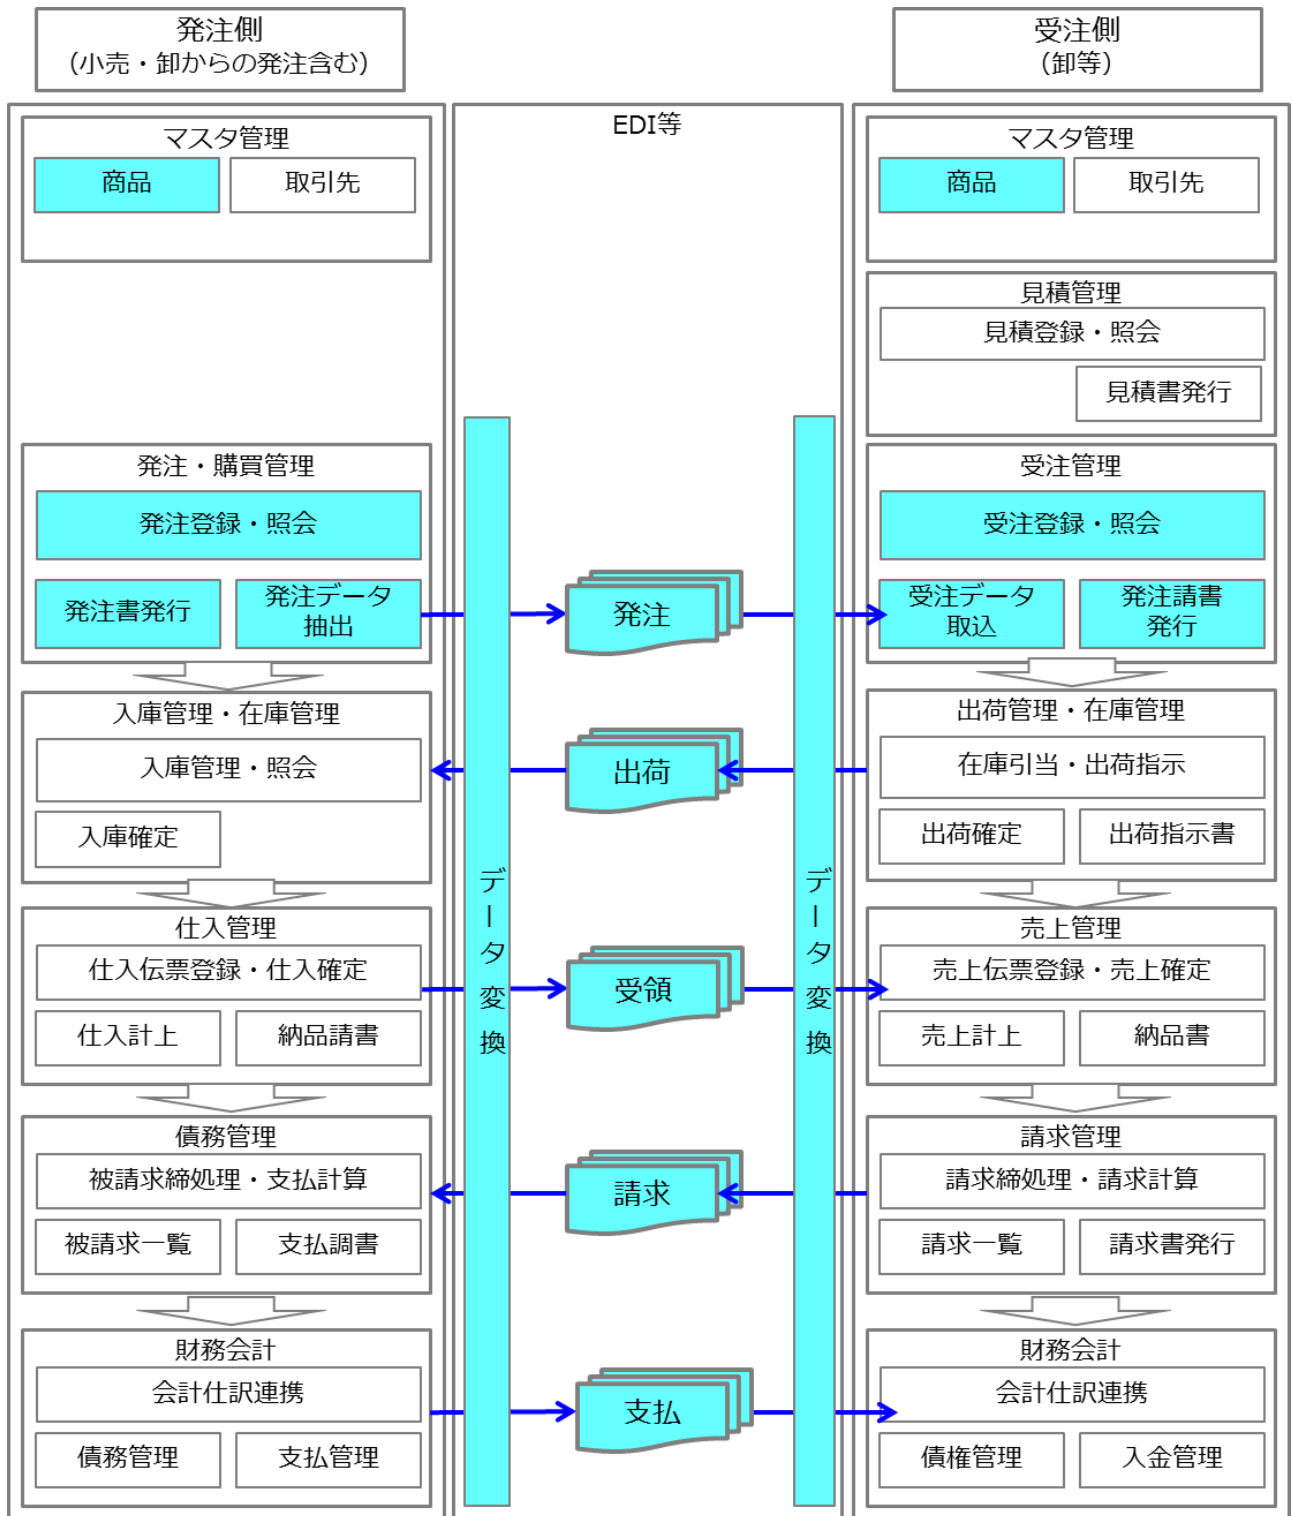 発注側
（小売・卸からの発注含む）
マスタ管理
商品
取引先
発注・購買管理
発注登録・照会
発注書発行
発注データ
抽出
入庫管理・在庫管理
入庫管理・照会
入庫確定
仕入管理
仕入伝票登録・仕入確定
仕入計上
納品請書
債務管理
被請求締処理・支払計算
被請求一覧
支払調書
財務会計
会計仕訳連携
債務管理
支払管理
EDI等
データ変換
発注
出荷
受領
請求
支払
データ変換
受注側
（卸等）
マスタ管理
商品
取引先
見積管理
見積登録・照会
見積書発行
受注管理
受注登録・照会
受注データ
取込
発注請書
発行
出荷管理・在庫管理
在庫引当・出荷指示
出荷確定
出荷指示書
売上管理
売上伝票登録・売上確定
売上計上
納品書
請求管理
請求締処理・請求計算
請求一覧
請求書発行
財務会計
会計仕訳連携
債権管理
入金管理